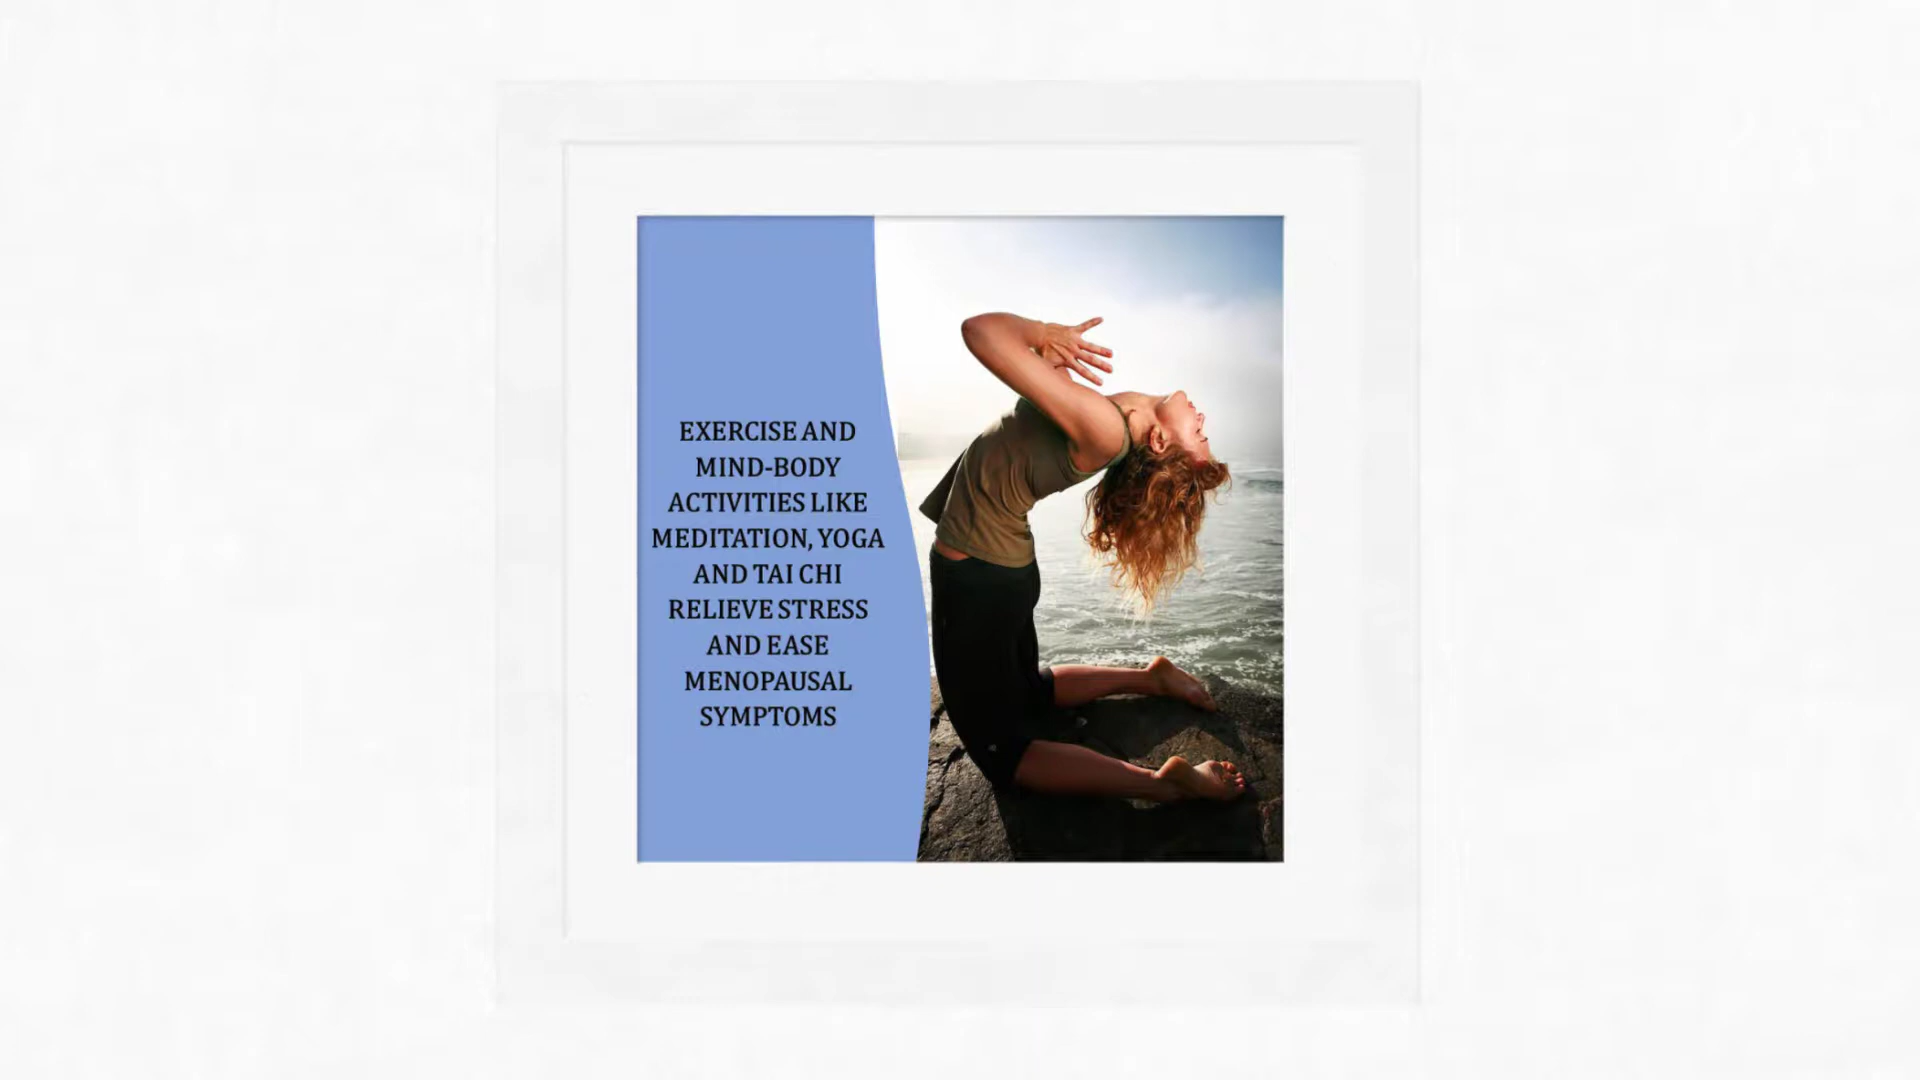 EXERCISE AND
MIND-BODY
ACTIVITIES LIKE
MEDITATION, YOGA
AND TAI CHI
RELIEVE STRESS
AND EASE
MENOPAUSAL
SYMPTOMS